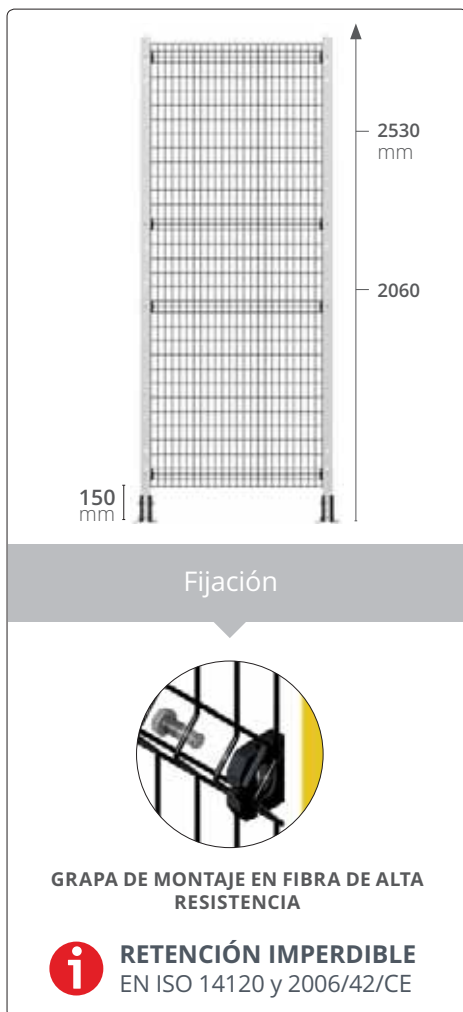 2530
mm
2060
150
mm
Fijación
GRAPA DE MONTAJE EN FIBRA DE ALTA
RESISTENCIA
i
RETENCIÓN IMPERDIBLE
EN ISO 14120 y 2006/42/CE